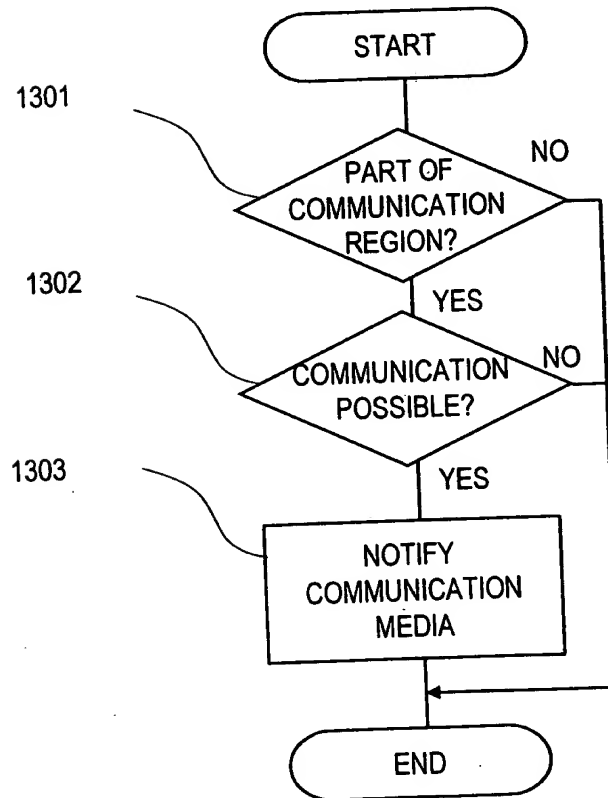 START
1301
NO
PART OF
COMMUNICATION
REGION?
1302
YES
COMMUNICATION
POSSIBLE?
NO
1303
YES
NOTIFY
COMMUNICATION
MEDIA
END